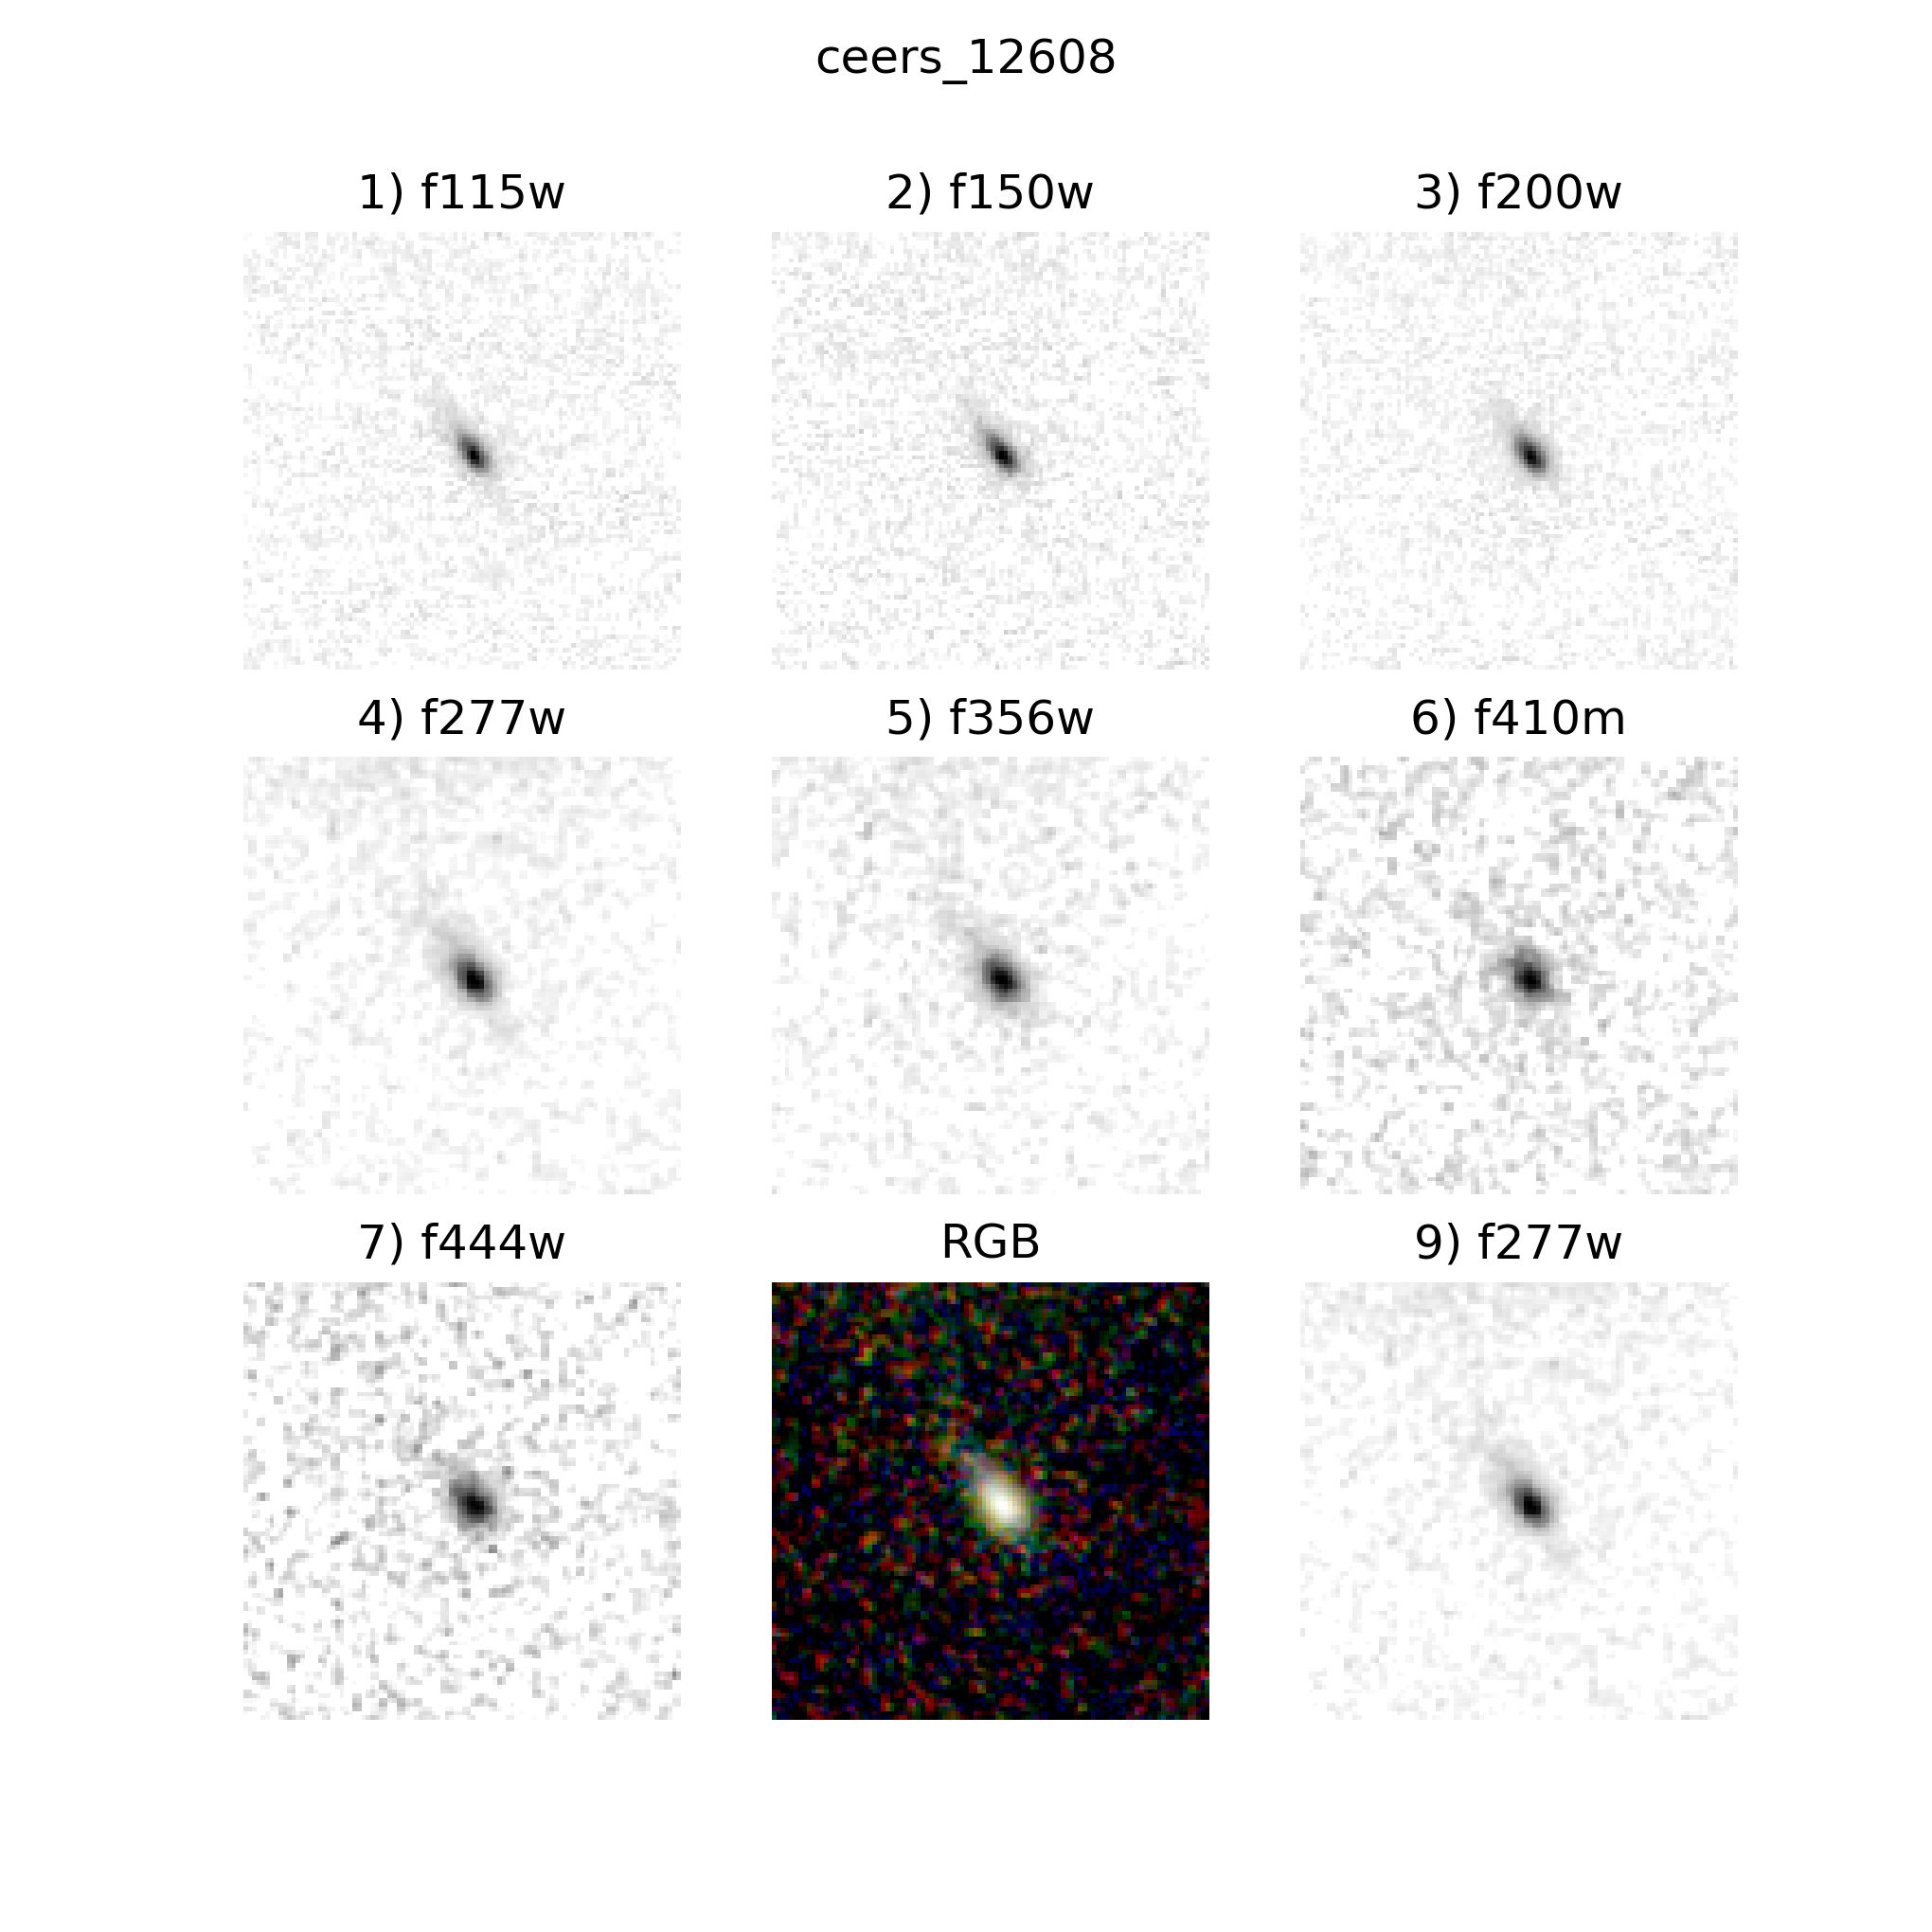 ceers_12608
1) f115w
2) f150w
3) f200w
4) f277w
5) f356w
6) f410m
7) f444w
RGB
9) f277w